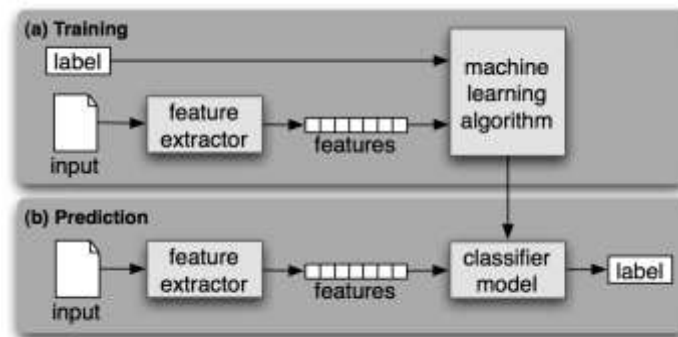 (a) Training
label
machine
learning
algorithm
feature
extractor
features
input
(b) Prediction
feature
extractor
features
classifier
model
label
input